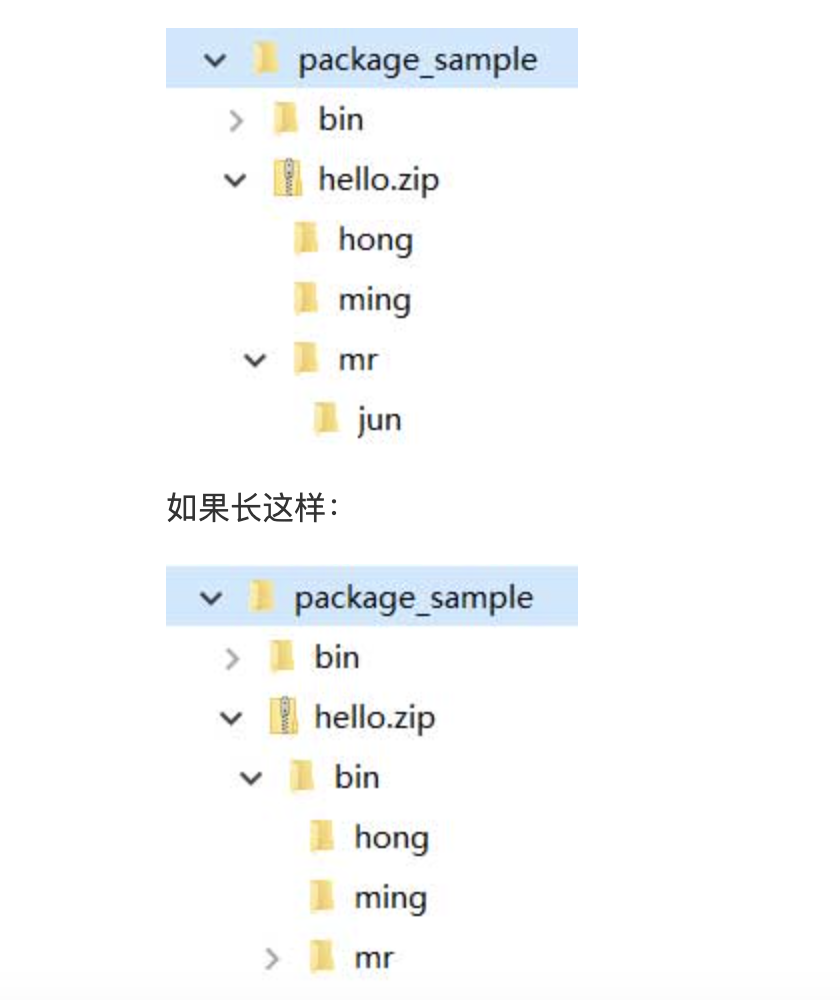 package_sample
bin
hello.zip
hong
ming
mr
jun
如果长这样：
package_sample
bin
hello.zip
bin
hong
ming
mr